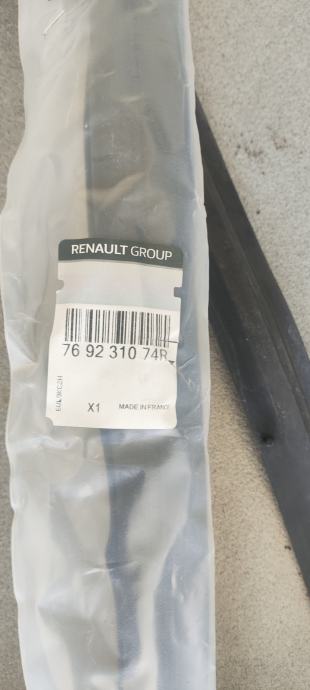 RENAULT GROUP
76 92 310 74R
X1
MADE IN FRANCE